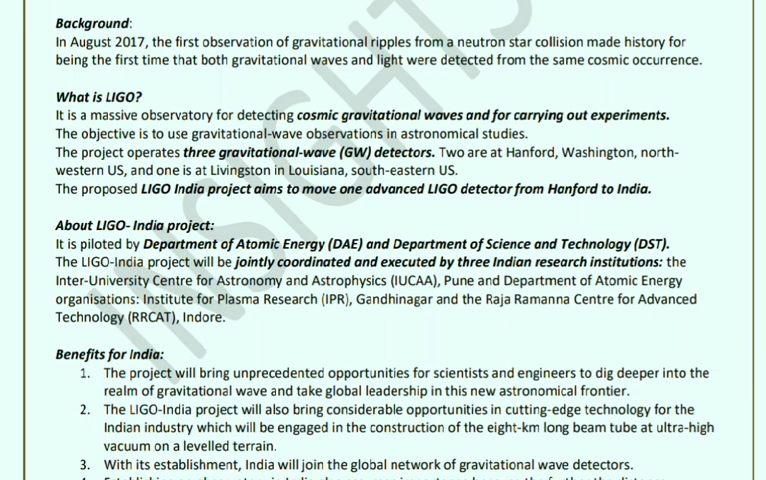 Background:
In August 2017, the first observation of gravitational ripples from a neutron star collision made history for
being the first time that both gravitational waves and light were detected from the same cosmic occurrence.
What is LIGO?
It is a massive observatory for detecting cosmic gravitational waves and for carrying out experiments.
The objective is to use gravitational-wave observations in astronomical studies.
The project operates three gravitational-wave (GW) detectors. Two are at Hanford, Washington, north-
western US, and one is at Livingston in Louisiana, south-eastern US.
The proposed LIGO India project aims to move one advanced LIGO detector from Hanford to India.
About LIGO- India project:
It is piloted by Department of Atomic Energy (DAE) and Department of Science and Technology (DST).
The LIGO-India project will be jointly coordinated and executed by three Indian research institutions: the
Inter-University Centre for Astronomy and Astrophysics (IUCAA), Pune and Department of Atomic Energy
organisations: Institute for Plasma Research (IPR), Gandhinagar and the Raja Ramanna Centre for Advanced
Technology (RRCAT), Indore.
Benefits for India:
1. The project will bring unprecedented opportunities for scientists and engineers to dig deeper into the
realm of gravitational wave and take global leadership in this new astronomical frontier.
2. The LIGO-India project will also bring considerable opportunities in cutting-edge technology for the
Indian industry which will be engaged in the construction of the eight-km long beam tube at ultra-high
vacuum on a levelled terrain.
3. With its establishment, India will join the global network of gravitational wave detectors.
INSIGHTS